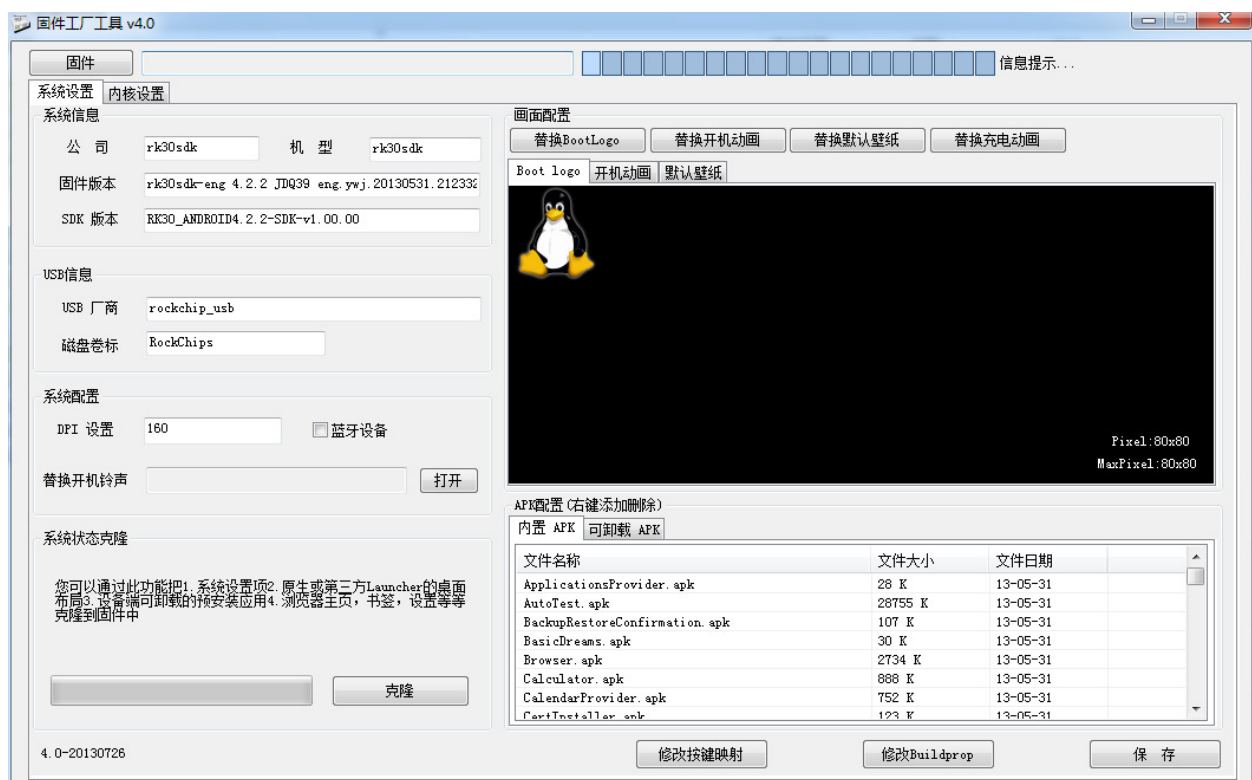 固件工厂工具 v4.0
固件
信息提示...
系统设置 内核设置
系统信息
公 司 rk30sdk 机 型 rk30sdk
固件版本 rk30sdk-eng 4.2.2 JDQ39 eng.ywj.20130531.212332
SDK 版本 RK30_ANDROID4.2.2-SDK-v1.00.00
USB信息
USB 厂商 rockchip_usb
磁盘卷标 RockChips
系统配置
DPI 设置 160 蓝牙设备
替换开机铃声 打开
系统状态克隆
您可以通过此功能把1.系统设置项2.原生或第三方Launcher的桌面
布局3.设备端可卸载的预安装应用4.浏览器主页，书签，设置等等
克隆到固件中
克隆
画面配置
替换BootLogo 替换开机动画 替换默认壁纸 替换充电动画
Boot logo 开机动画 默认壁纸
Pixel:80x80
MaxPixel:80x80
APK配置(右键添加删除)
内置 APK 可卸载 APK
文件名称 文件大小 文件日期
ApplicationsProvider.apk 28 K 13-05-31
AutoTest.apk 28755 K 13-05-31
BackupRestoreConfirmation.apk 107 K 13-05-31
BasicDreams.apk 30 K 13-05-31
Browser.apk 2734 K 13-05-31
Calculator.apk 888 K 13-05-31
CalendarProvider.apk 752 K 13-05-31
CertInstaller.apk 123 K 13-05-31
4.0-20130726 修改按键映射 修改Buildprop 保 存